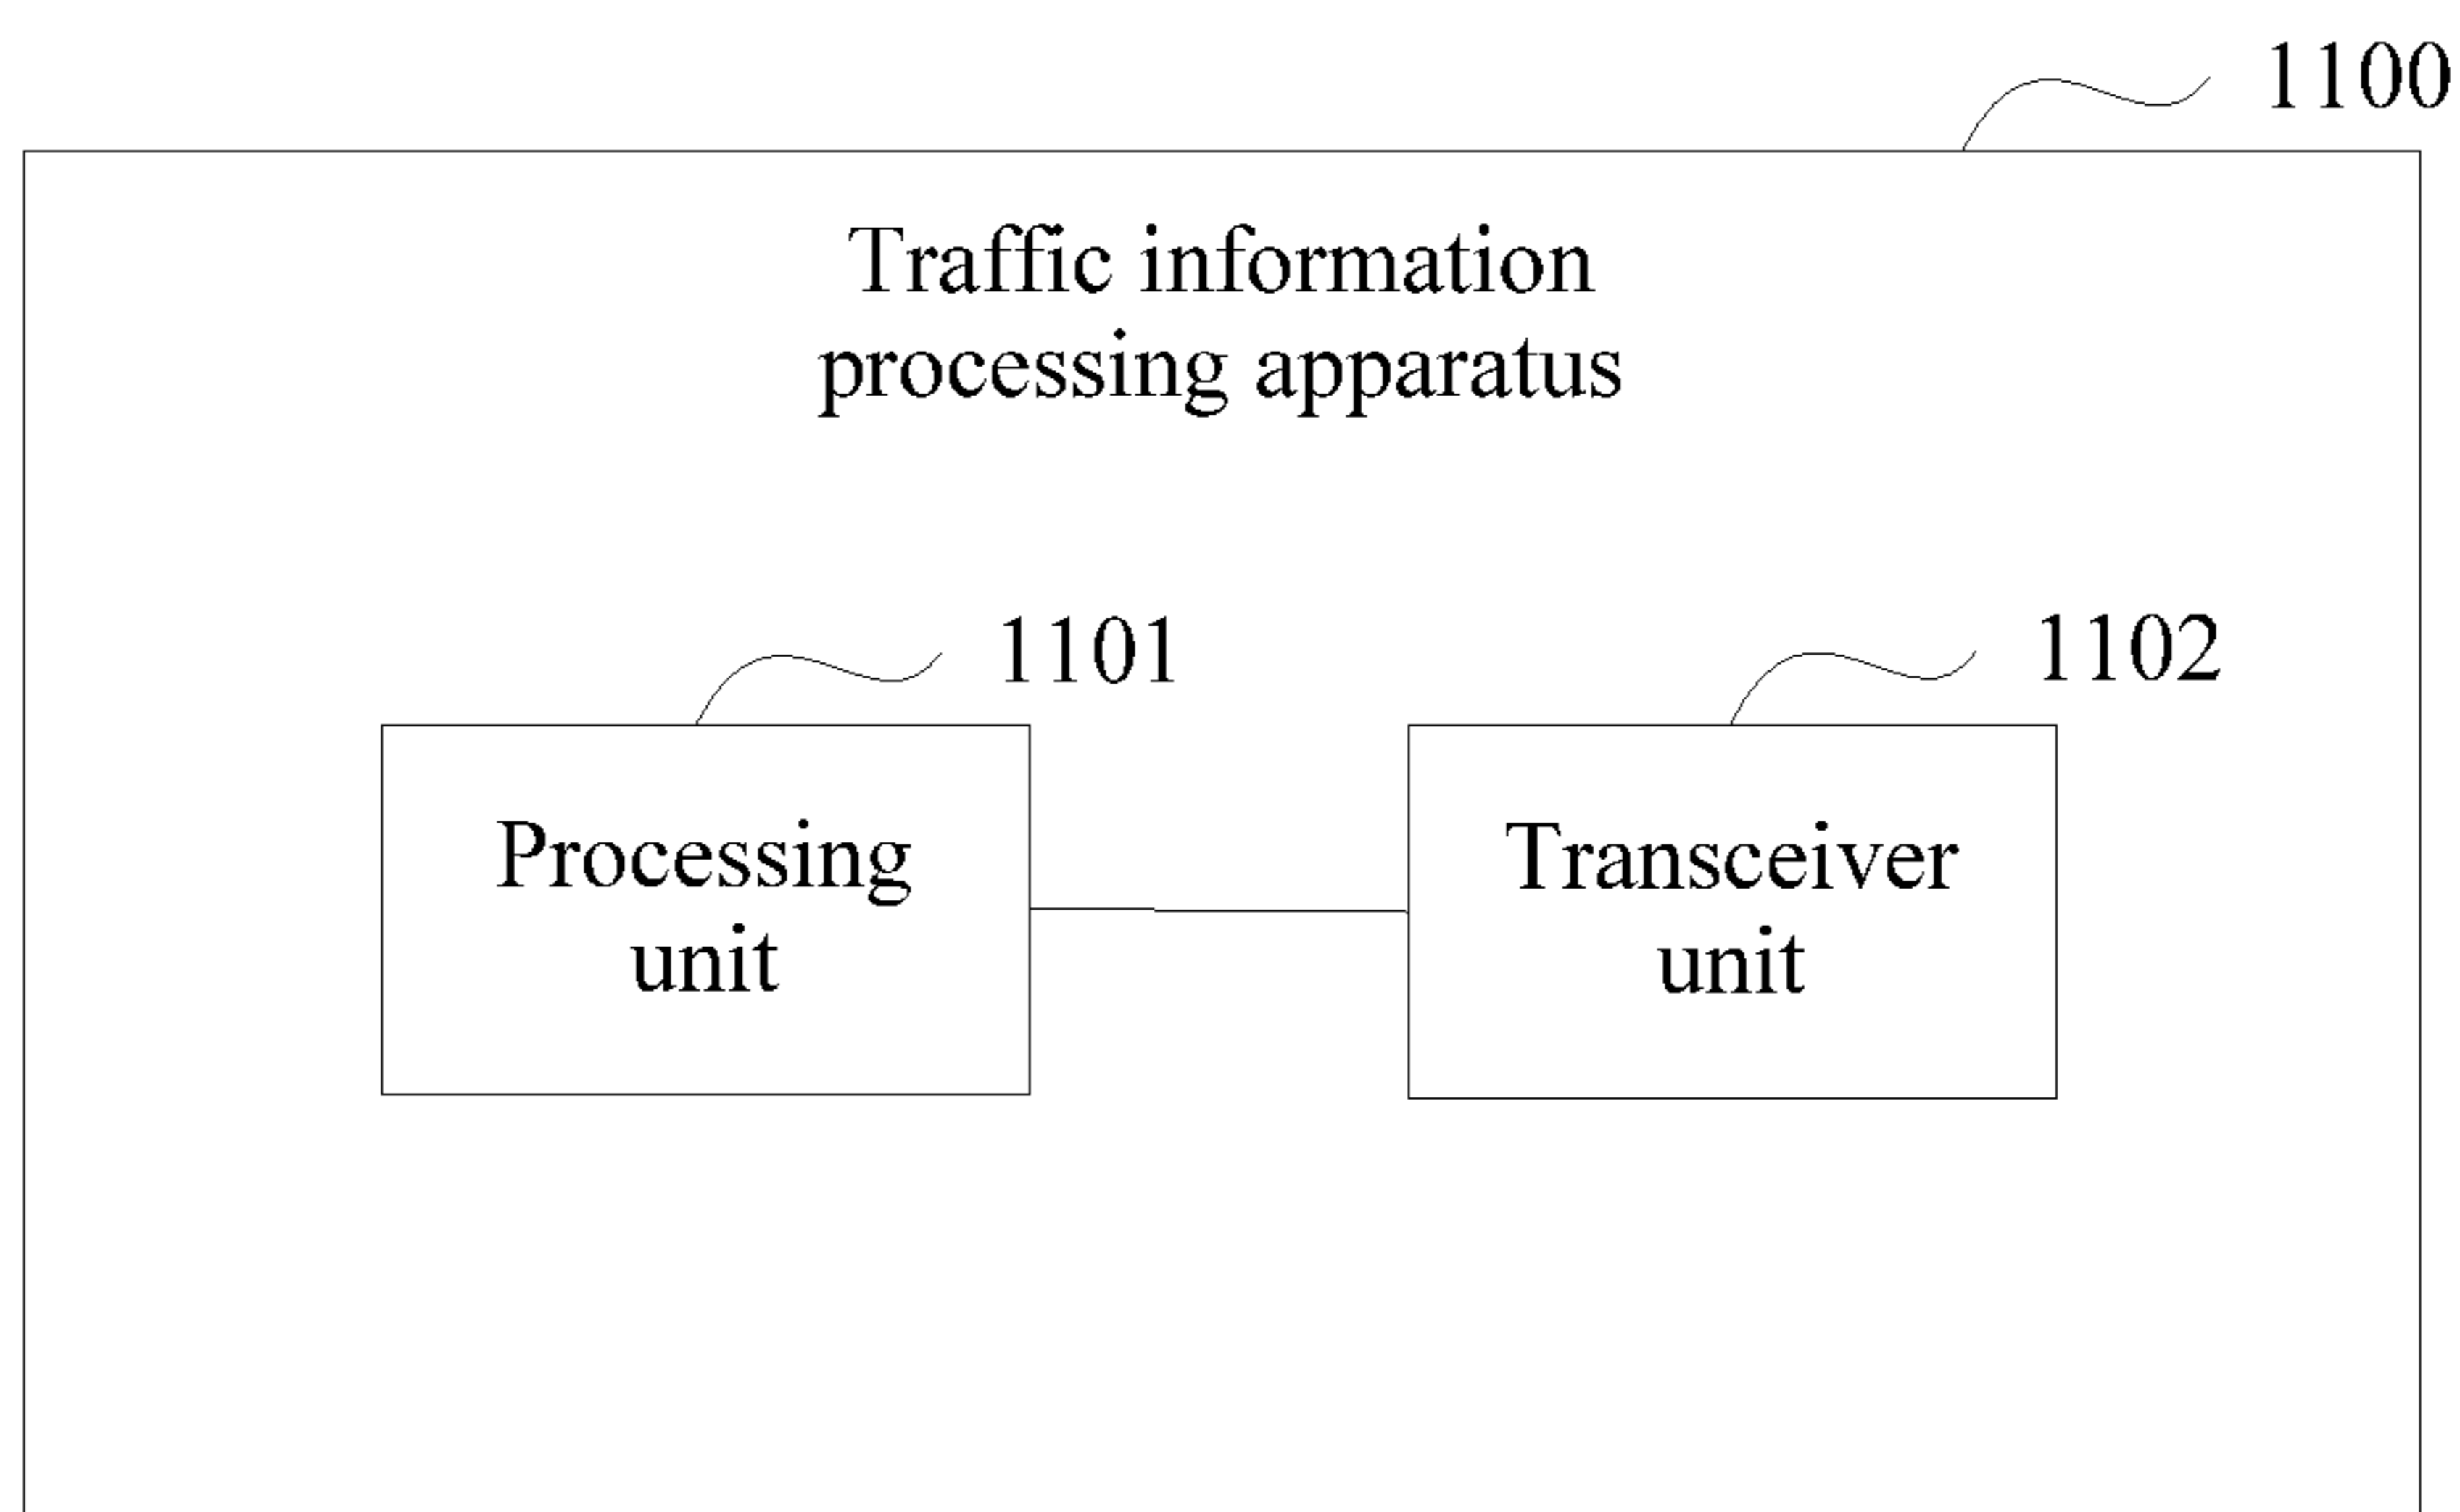 1100
Traffic information
processing apparatus
1101
1102
Processing
unit
Transceiver
unit